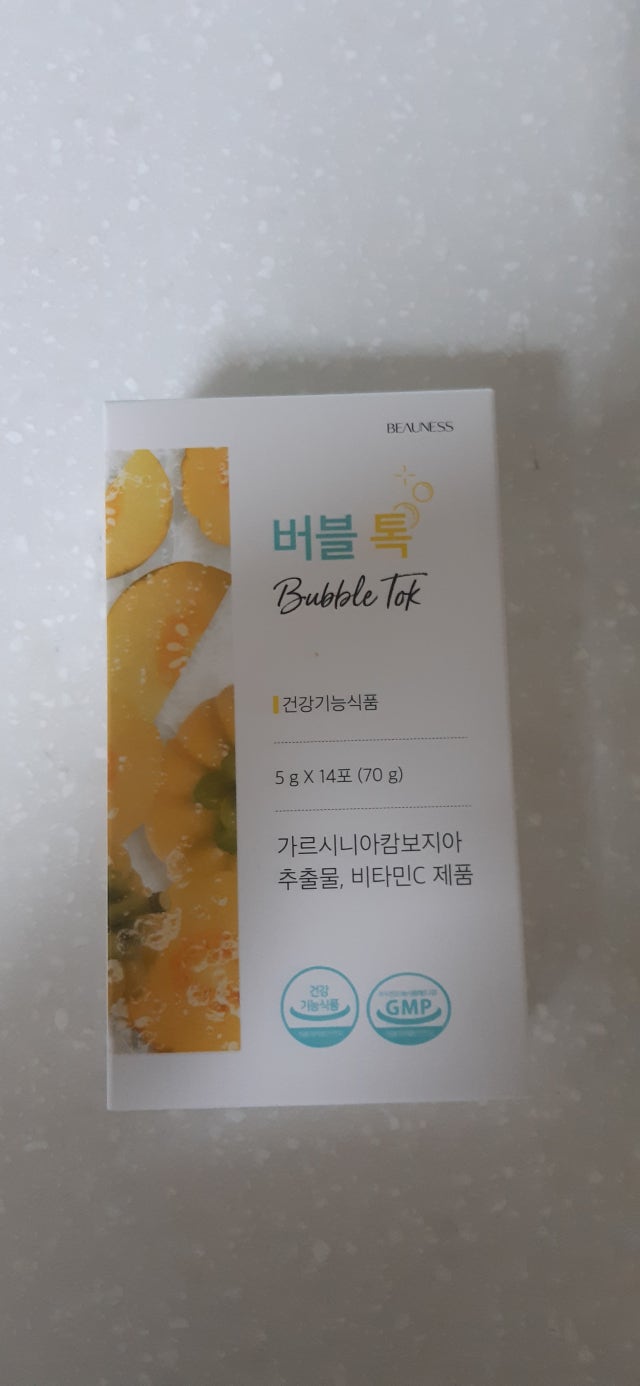 BEAUNESS
버블 톡
Bubble Tok
건강기능식품
5 g X 14포 (70 g)
가르시니아캄보지아
추출물, 비타민C 제품
건강
기능식품
GMP